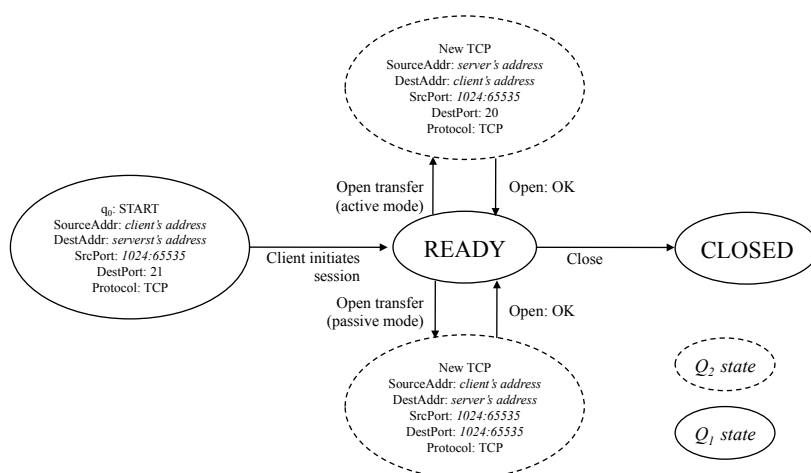 New TCP
SourceAddr: server's address
DestAddr: client's address
SrcPort: 1024:65535
DestPort: 20
Protocol: TCP
Open transfer
(active mode)
Open: OK
q0: START
SourceAddr: client's address
DestAddr: serverst's address
SrcPort: 1024:65535
DestPort: 21
Protocol: TCP
Client initiates
session
READY
Close
CLOSED
Open transfer
(passive mode)
Open: OK
New TCP
SourceAddr: client's address
DestAddr: server's address
SrcPort: 1024:65535
DestPort: 1024:65535
Protocol: TCP
Q2 state
Q1 state